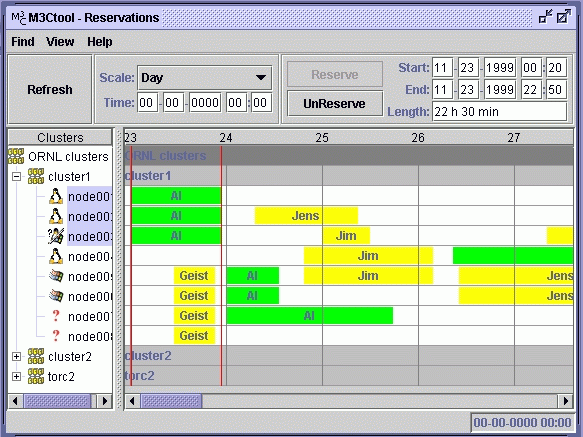 M3C M3Ctool - Reservations
Find View Help
Refresh
Scale: Day
Time: 00 - 00 - 0000 00 : 00
Reserve
UnReserve
Start: 11 - 23 - 1999 00 : 20
End: 11 - 23 - 1999 22 : 50
Length: 22 h 30 min
Clusters 23 24 25 26 27
ORNL clusters ORNL clusters
cluster1 cluster1
node001 Al
node002 Al Jens
node003 Al Jim
node004 Jim
node005 Geist Al Jim Jens
node006 Geist Al Jens
node007 Geist Al
node008 Geist
cluster2 cluster2
torc2 torc2
00-00-0000 00:00